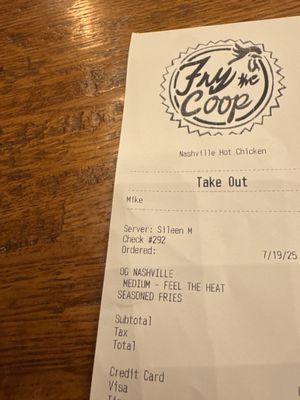 Fry the Coop
Nashville Hot Chicken
Take Out
Mike
Server: Sileen M
Check #292
Ordered: 7/19/25
OG NASHVILLE
MEDIUM - FEEL THE HEAT
SEASONED FRIES
Subtotal
Tax
Total
Credit Card
Visa